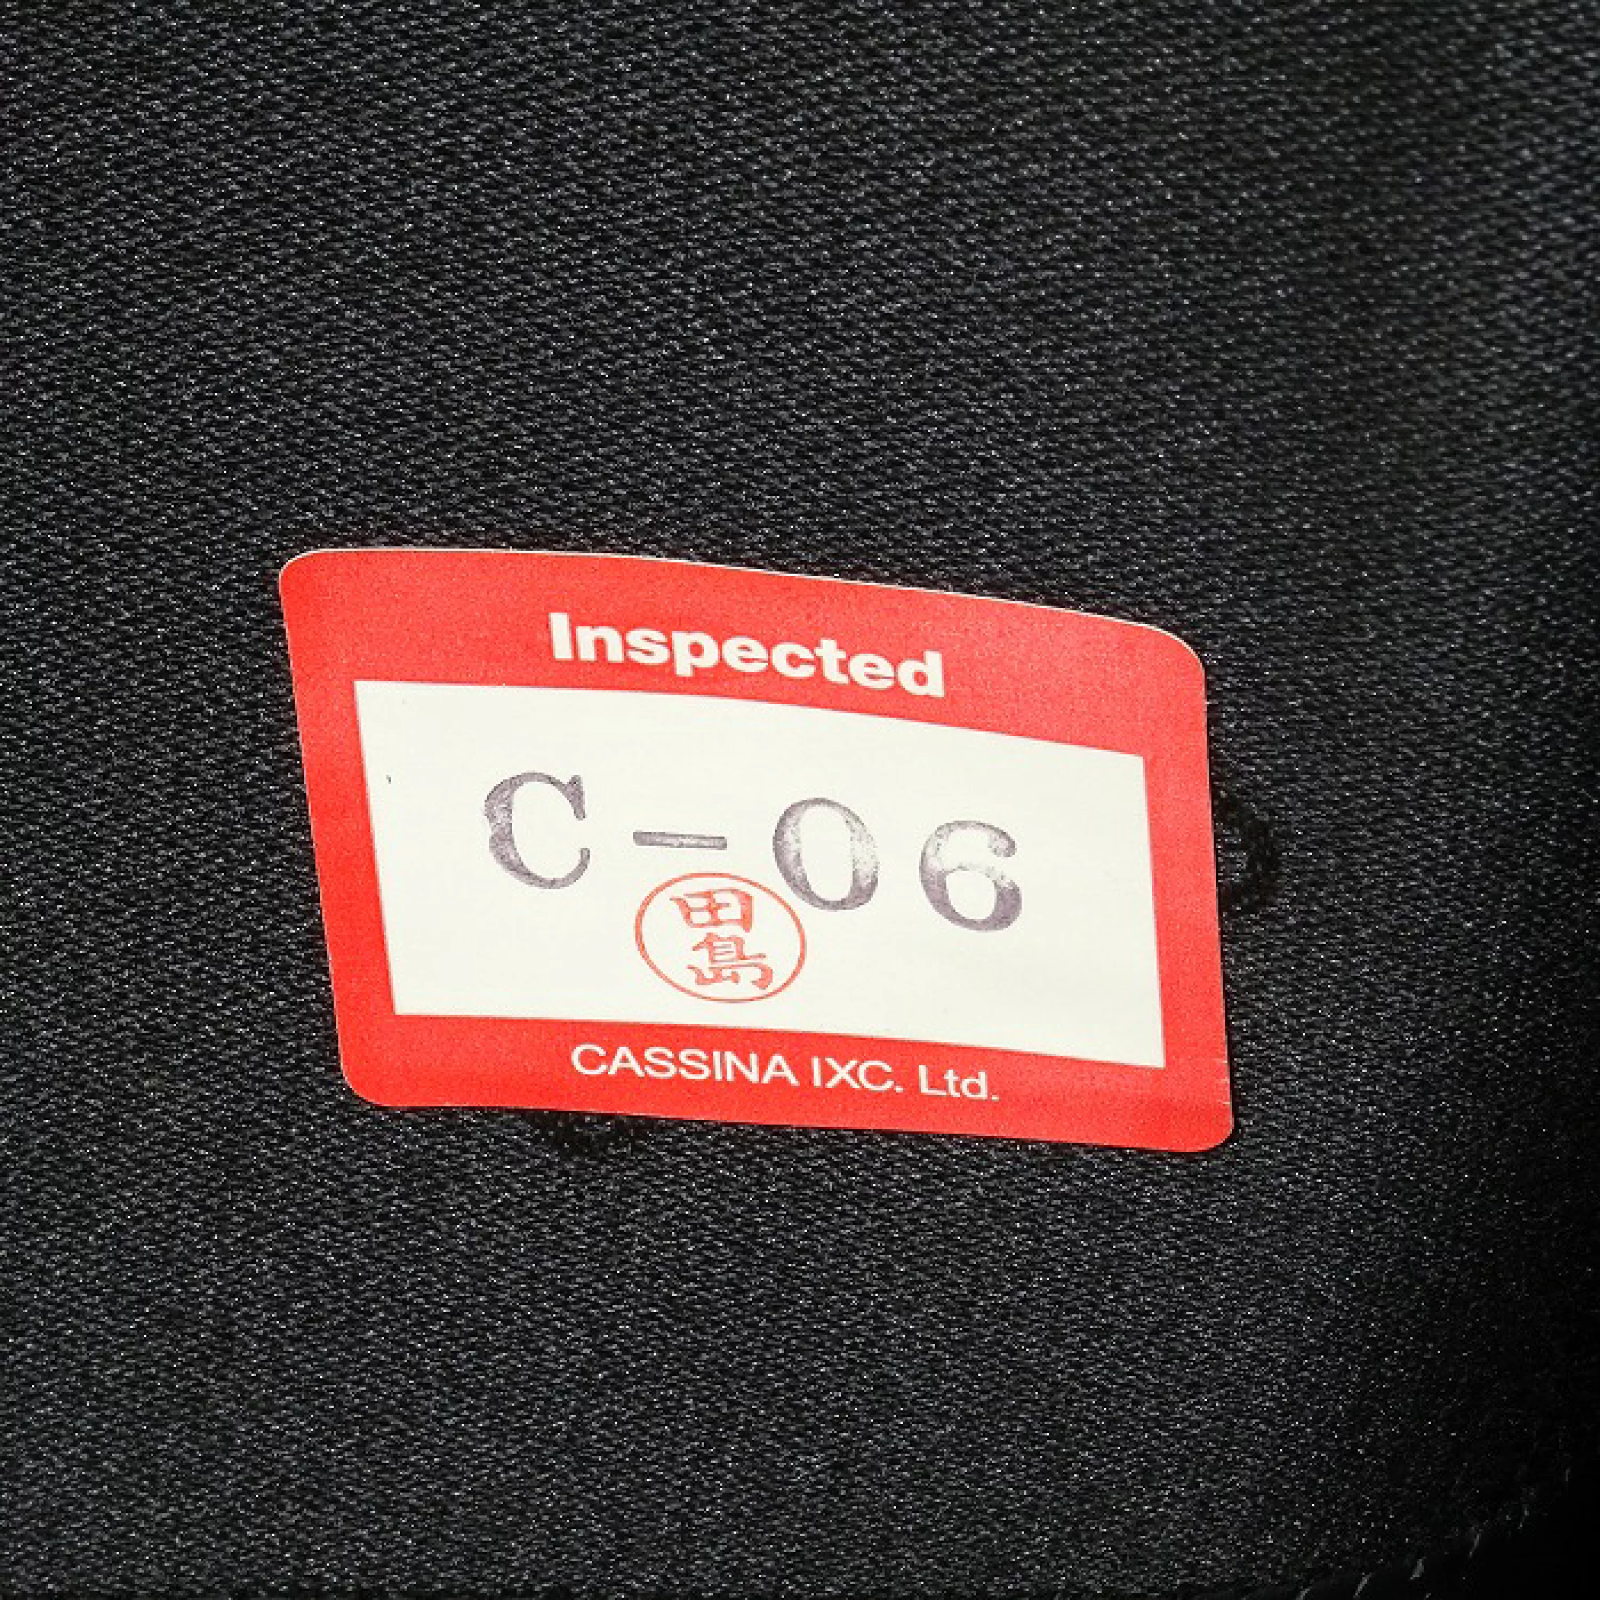 Inspected
C-06
田
島
CASSINA IXC. Ltd.